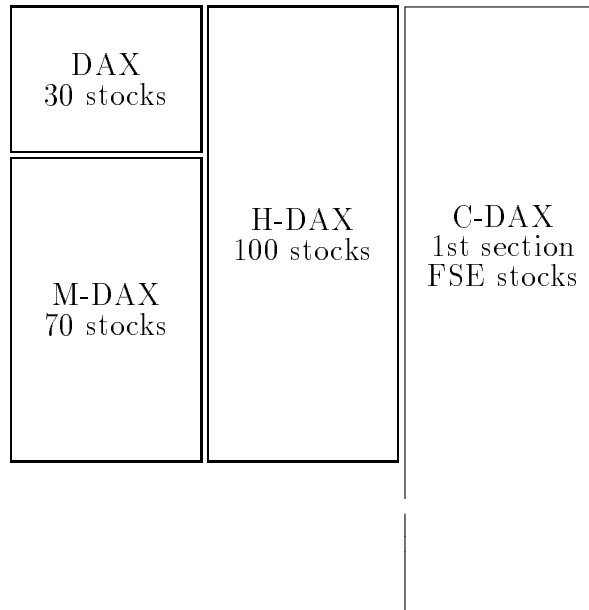 DAX
30 stocks
M-DAX
70 stocks
H-DAX
100 stocks
C-DAX
1st section
FSE stocks